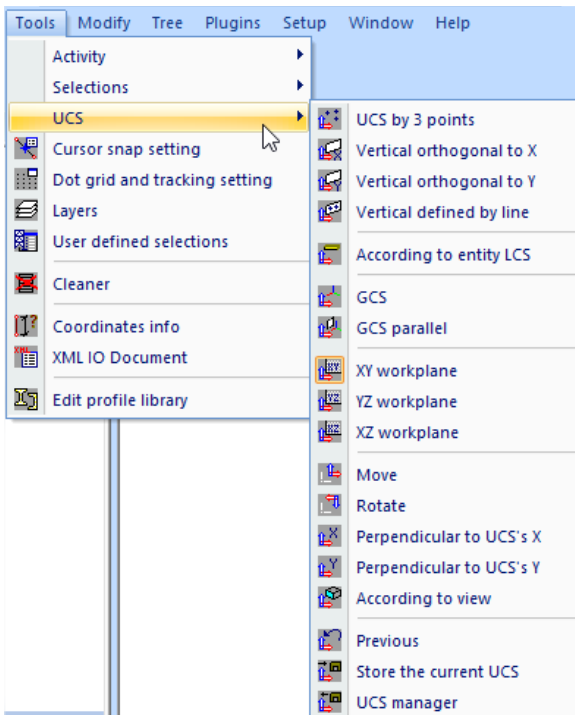 Tools Modify Tree Plugins Setup Window Help
Activity
Selections
UCS
Cursor snap setting
Dot grid and tracking setting
Layers
User defined selections
Cleaner
Coordinates info
XML IO Document
Edit profile library
UCS by 3 points
Vertical orthogonal to X
Vertical orthogonal to Y
Vertical defined by line
According to entity LCS
GCS
GCS parallel
XY workplane
YZ workplane
XZ workplane
Move
Rotate
Perpendicular to UCS's X
Perpendicular to UCS's Y
According to view
Previous
Store the current UCS
UCS manager